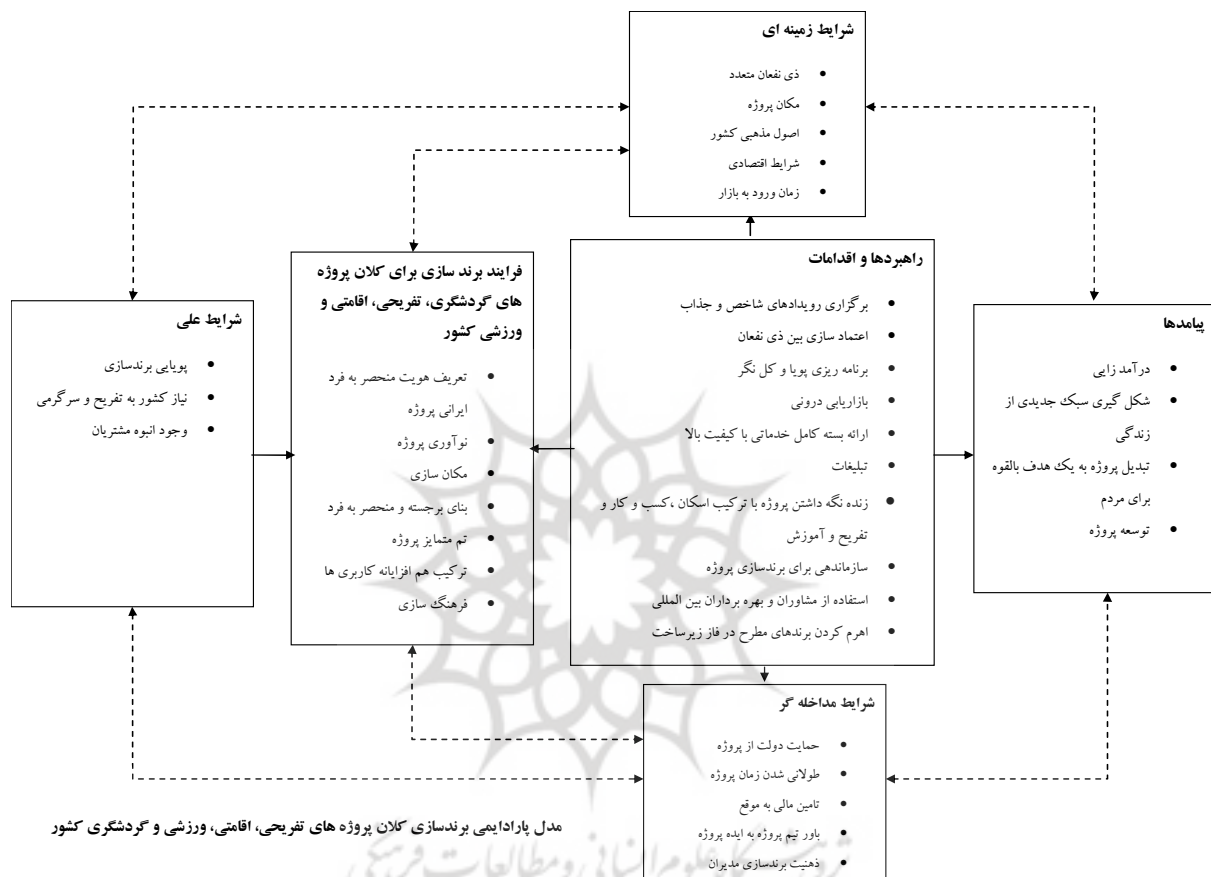 شرایط زمینه ای
ذی نفعان متعدد
مکان پروژه
اصول مذهبی کشور
شرایط اقتصادی
زمان ورود به بازار
راهبردها و اقدامات
برگزاری رویدادهای شاخص و جذاب
اعتماد سازی بین ذی نفعان
برنامه ریزی پویا و کل نگر
بازاریابی درونی
ارائه بسته کامل خدماتی با کیفیت بالا
تبلیغات
زنده نگه داشتن پروژه با ترکیب اسکان ،کسب و کار و
تفریح و آموزش
سازماندهی برای برندسازی پروژه
استفاده از مشاوران و بهره برداران بین المللی
اهرم کردن برندهای مطرح در فاز زیرساخت
فرایند برند سازی برای کلان پروژه
های گردشگری، تفریحی، اقامتی و
ورزشی کشور
تعریف هویت منحصر به فرد
ایرانی پروژه
نوآوری پروژه
مکان سازی
بنای برجسته و منحصر به فرد
تم متمایز پروژه
ترکیب هم افزایانه کاربری ها
فرهنگ سازی
شرایط علی
پویایی برندسازی
نیاز کشور به تفریح و سرگرمی
وجود انبوه مشتریان
پیامدها
درآمد زایی
شکل گیری سبک جدیدی از
زندگی
تبدیل پروژه به یک هدف بالقوه
برای مردم
توسعه پروژه
شرایط مداخله گر
حمایت دولت از پروژه
طولانی شدن زمان پروژه
تامین مالی به موقع
باور تیم پروژه به ایده پروژه
ذهنیت برندسازی مدیران
مدل پارادایمی برندسازی کلان پروژه های تفریحی، اقامتی، ورزشی و گردشگری کشور
پژوهشگاه علوم انسانی و مطالعات فرهنگی